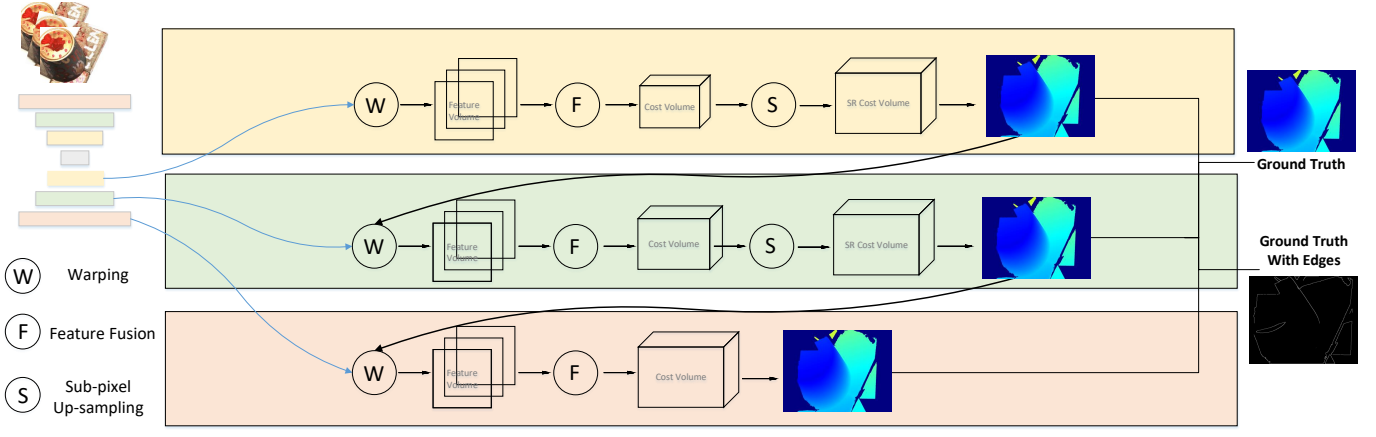 W
Feature
Volume
F
Cost Volume
S
SR Cost Volume
Ground Truth
W
Feature
Volume
F
Cost Volume
S
SR Cost Volume
Ground Truth
With Edges
W
Feature
Volume
F
Cost Volume
W
Warping
F
Feature Fusion
S
Sub-pixel
Up-sampling